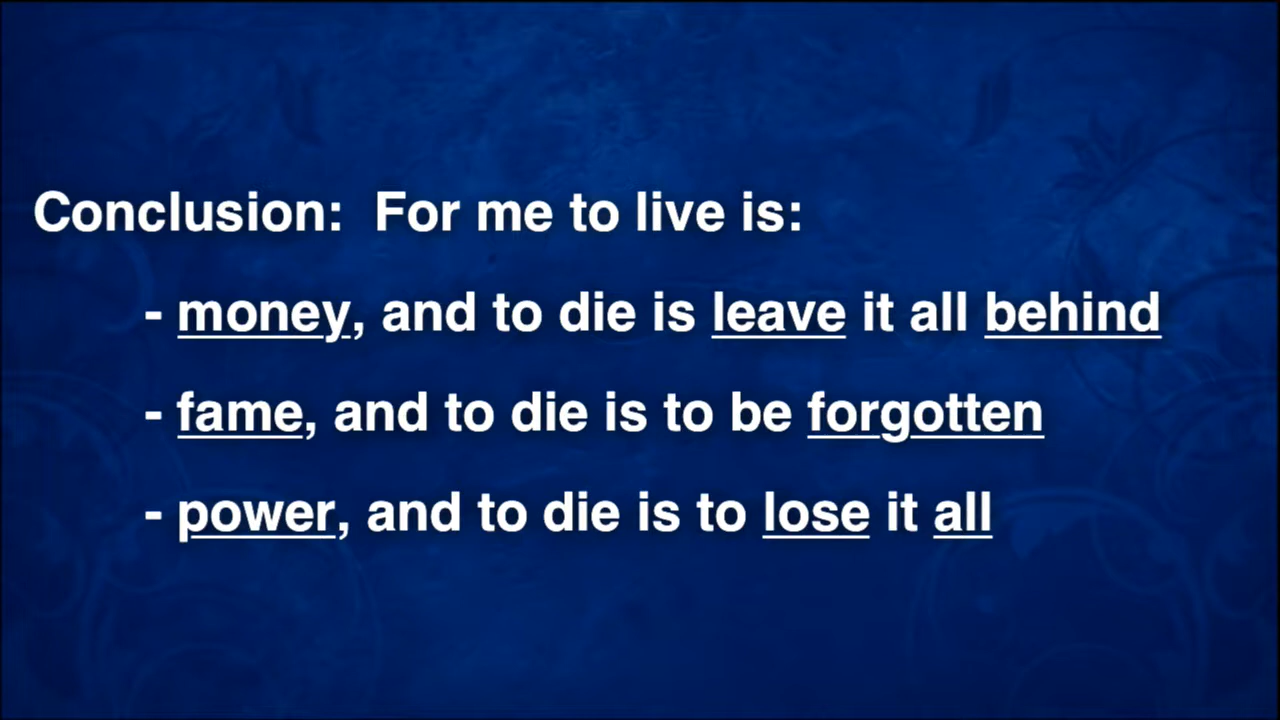 Conclusion:  For me to live is:
- money, and to die is leave it all behind
- fame, and to die is to be forgotten
- power, and to die is to lose it all